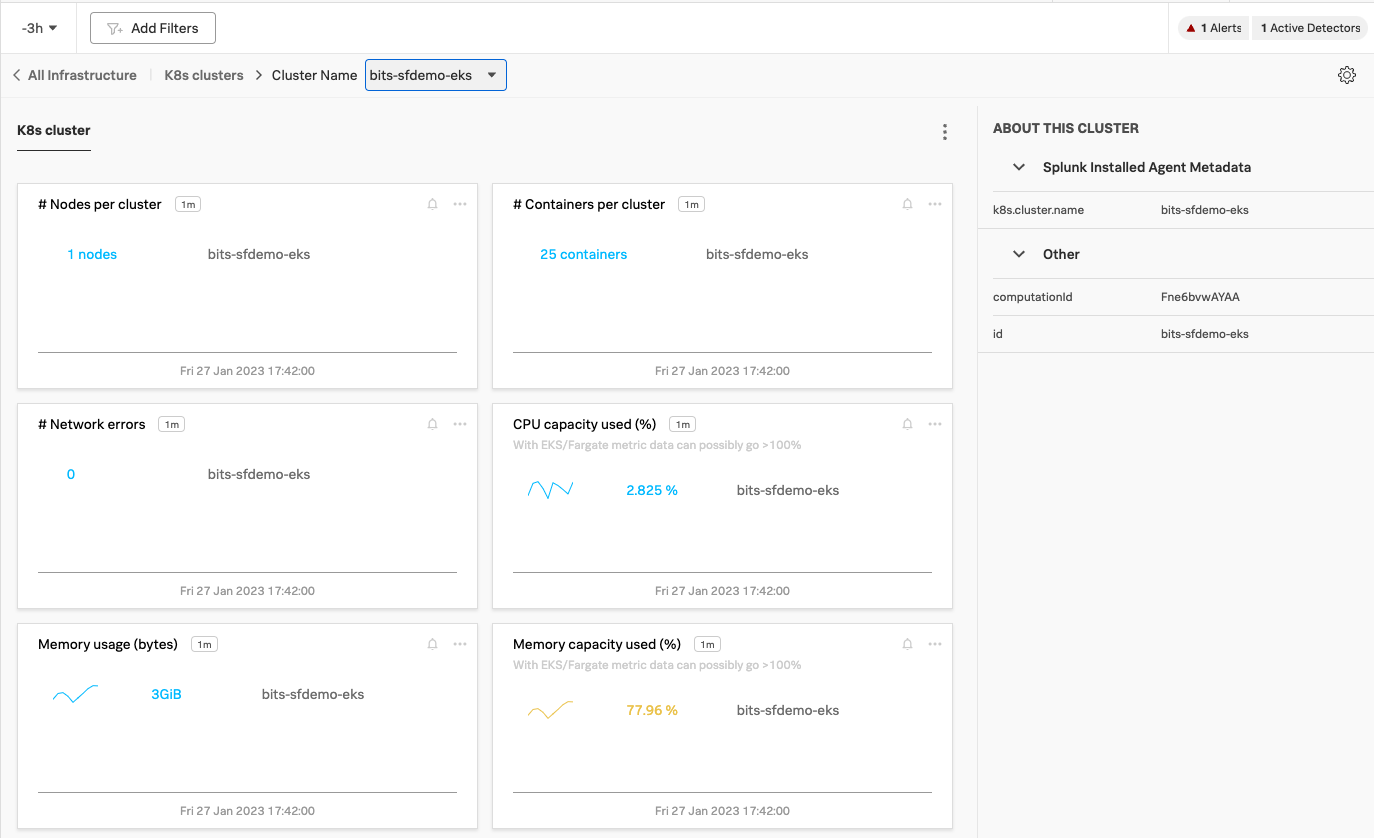 -3h
Add Filters
1 Alerts
1 Active Detectors
All Infrastructure
K8s clusters
Cluster Name
bits-sfdemo-eks
K8s cluster
# Nodes per cluster 1m
1 nodes bits-sfdemo-eks
Fri 27 Jan 2023 17:42:00
# Containers per cluster 1m
25 containers bits-sfdemo-eks
Fri 27 Jan 2023 17:42:00
# Network errors 1m
0 bits-sfdemo-eks
Fri 27 Jan 2023 17:42:00
CPU capacity used (%) 1m
With EKS/Fargate metric data can possibly go >100%
2.825 % bits-sfdemo-eks
Fri 27 Jan 2023 17:42:00
Memory usage (bytes) 1m
3GiB bits-sfdemo-eks
Fri 27 Jan 2023 17:42:00
Memory capacity used (%) 1m
With EKS/Fargate metric data can possibly go >100%
77.96 % bits-sfdemo-eks
Fri 27 Jan 2023 17:42:00
ABOUT THIS CLUSTER
Splunk Installed Agent Metadata
k8s.cluster.name bits-sfdemo-eks
Other
computationId Fne6bvwAYAA
id bits-sfdemo-eks